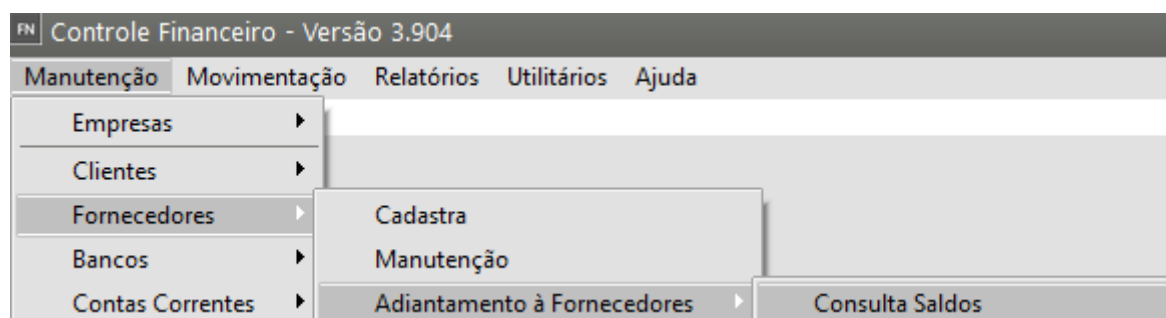 FN Controle Financeiro - Versão 3.904
Manutenção Movimentação Relatórios Utilitários Ajuda
Empresas
Clientes
Fornecedores Cadastra
Bancos Manutenção
Contas Correntes Adiantamento à Fornecedores Consulta Saldos